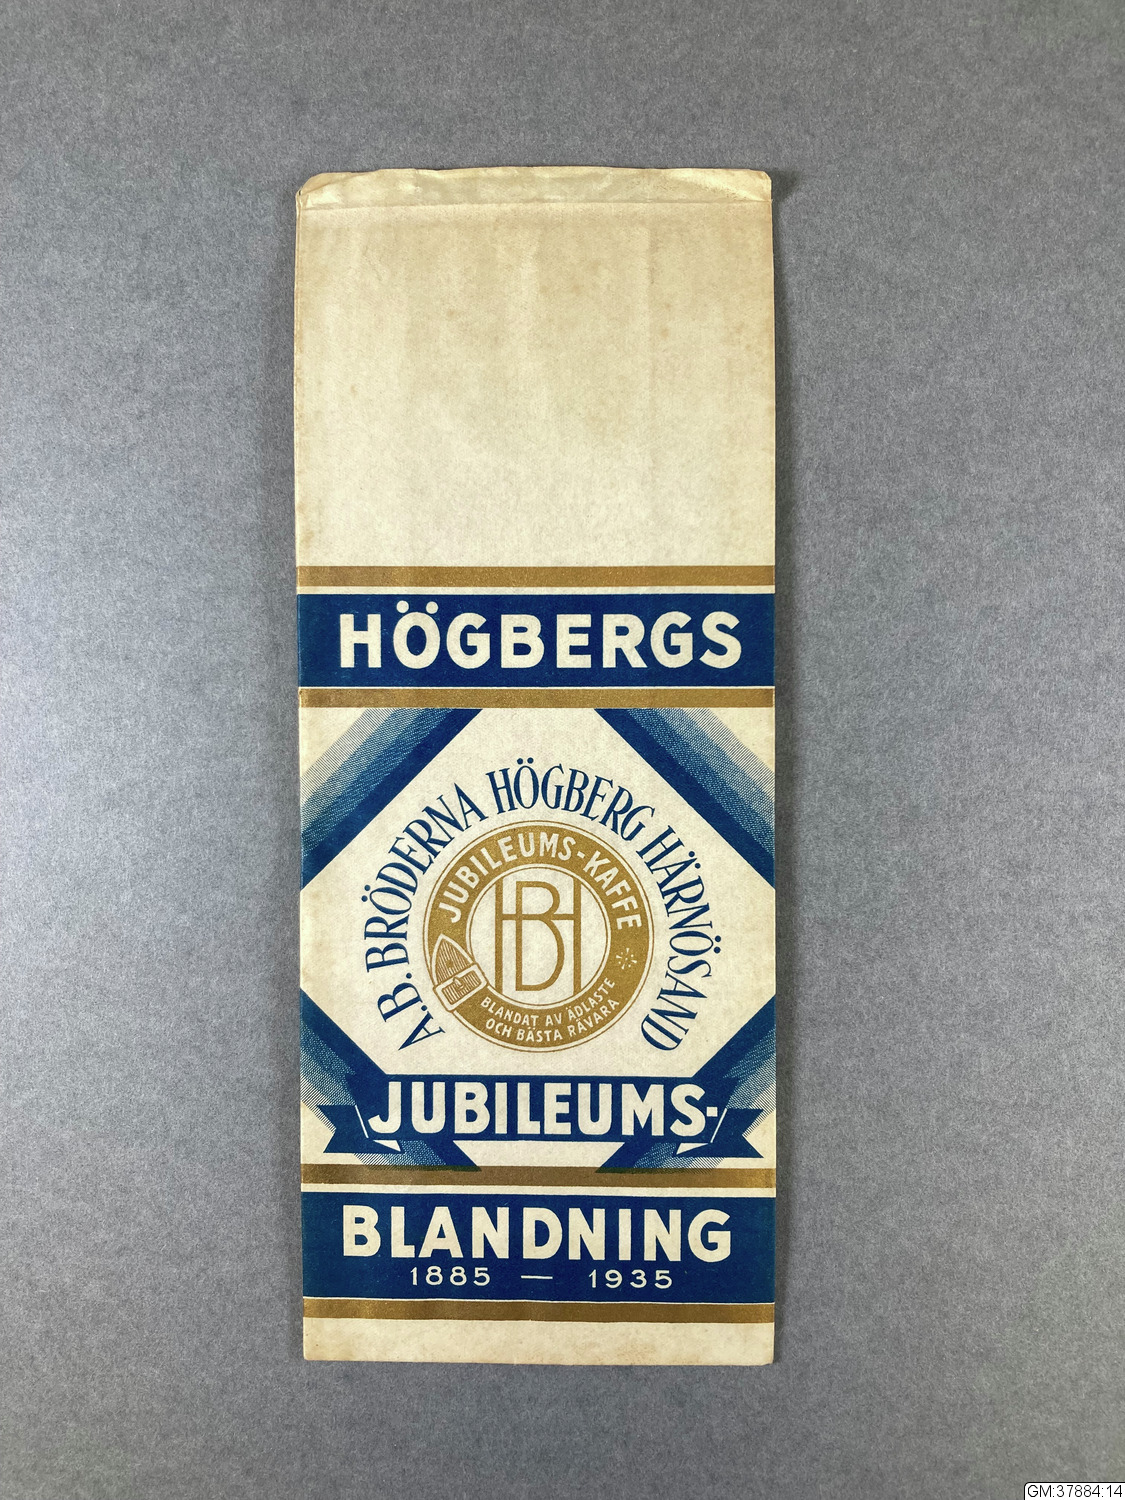 HÖGBERGS
A.B. BRÖDERNA HÖGBERG HÄRNÖSAND
JUBILEUMS-KAFFE
BH
BLANDAT AV ÄDLASTE
OCH BÄSTA RÅVARA
JUBILEUMS-
BLANDNING
1885 — 1935
GM:37884:14